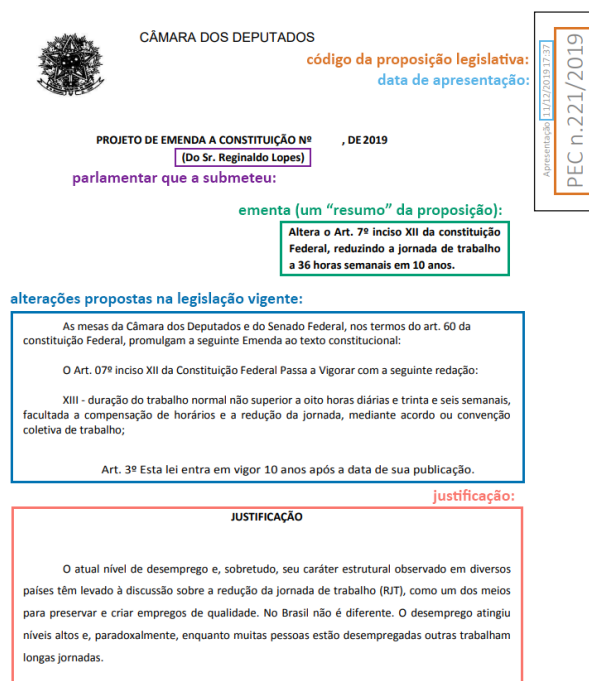 CÂMARA DOS DEPUTADOS
código da proposição legislativa:
data de apresentação:
Apresentação 11/12/2019 17:37
PEC n.221/2019
PROJETO DE EMENDA A CONSTITUIÇÃO Nº , DE 2019
(Do Sr. Reginaldo Lopes)
parlamentar que a submeteu:
ementa (um “resumo” da proposição):
Altera o Art. 7º inciso XII da constituição
Federal, reduzindo a jornada de trabalho
a 36 horas semanais em 10 anos.
alterações propostas na legislação vigente:
As mesas da Câmara dos Deputados e do Senado Federal, nos termos do art. 60 da
constituição Federal, promulgam a seguinte Emenda ao texto constitucional:
O Art. 07º inciso XII da Constituição Federal Passa a Vigorar com a seguinte redação:
XIII - duração do trabalho normal não superior a oito horas diárias e trinta e seis semanais,
facultada a compensação de horários e a redução da jornada, mediante acordo ou convenção
coletiva de trabalho;
Art. 3º Esta lei entra em vigor 10 anos após a data de sua publicação.
justificação:
JUSTIFICAÇÃO
O atual nível de desemprego e, sobretudo, seu caráter estrutural observado em diversos
países têm levado à discussão sobre a redução da jornada de trabalho (RJT), como um dos meios
para preservar e criar empregos de qualidade. No Brasil não é diferente. O desemprego atingiu
níveis altos e, paradoxalmente, enquanto muitas pessoas estão desempregadas outras trabalham
longas jornadas.